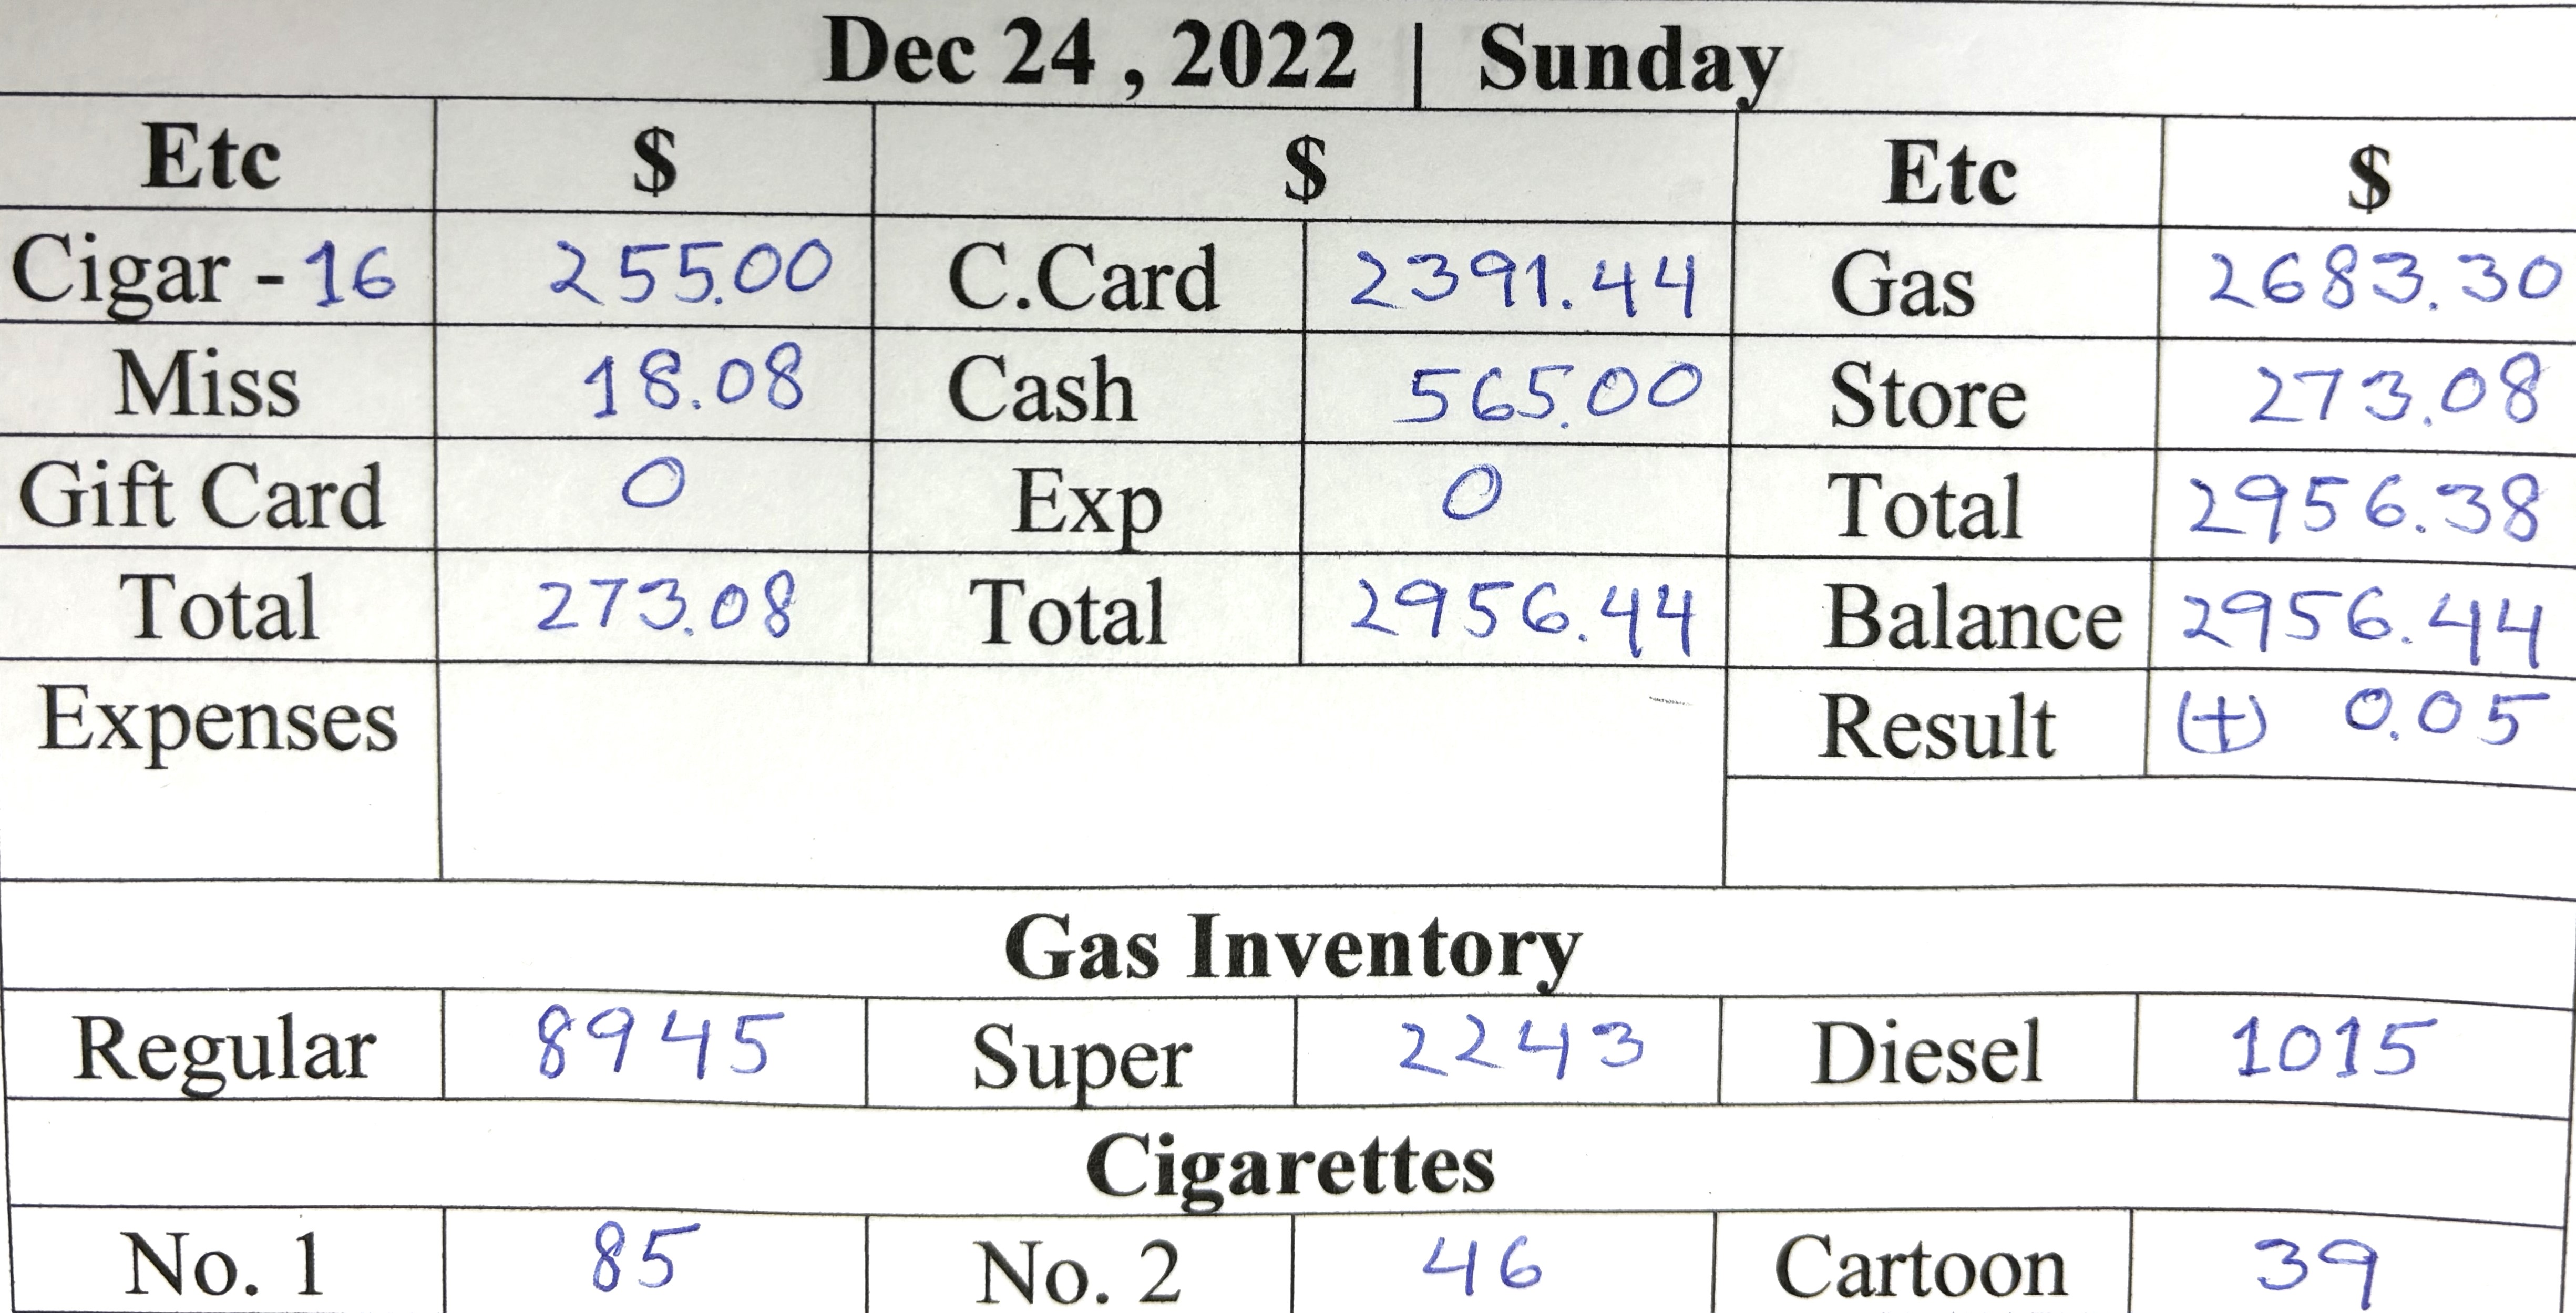 Dec 24 , 2022 | Sunday
Etc $ $ Etc $
Cigar - 16 255.00 C.Card 2391.44 Gas 2683.30
Miss 18.08 Cash 565.00 Store 273.08
Gift Card 0 Exp 0 Total 2956.38
Total 273.08 Total 2956.44 Balance 2956.44
Expenses Result (+) 0.05
Gas Inventory
Regular 8945 Super 2243 Diesel 1015
Cigarettes
No. 1 85 No. 2 46 Cartoon 39